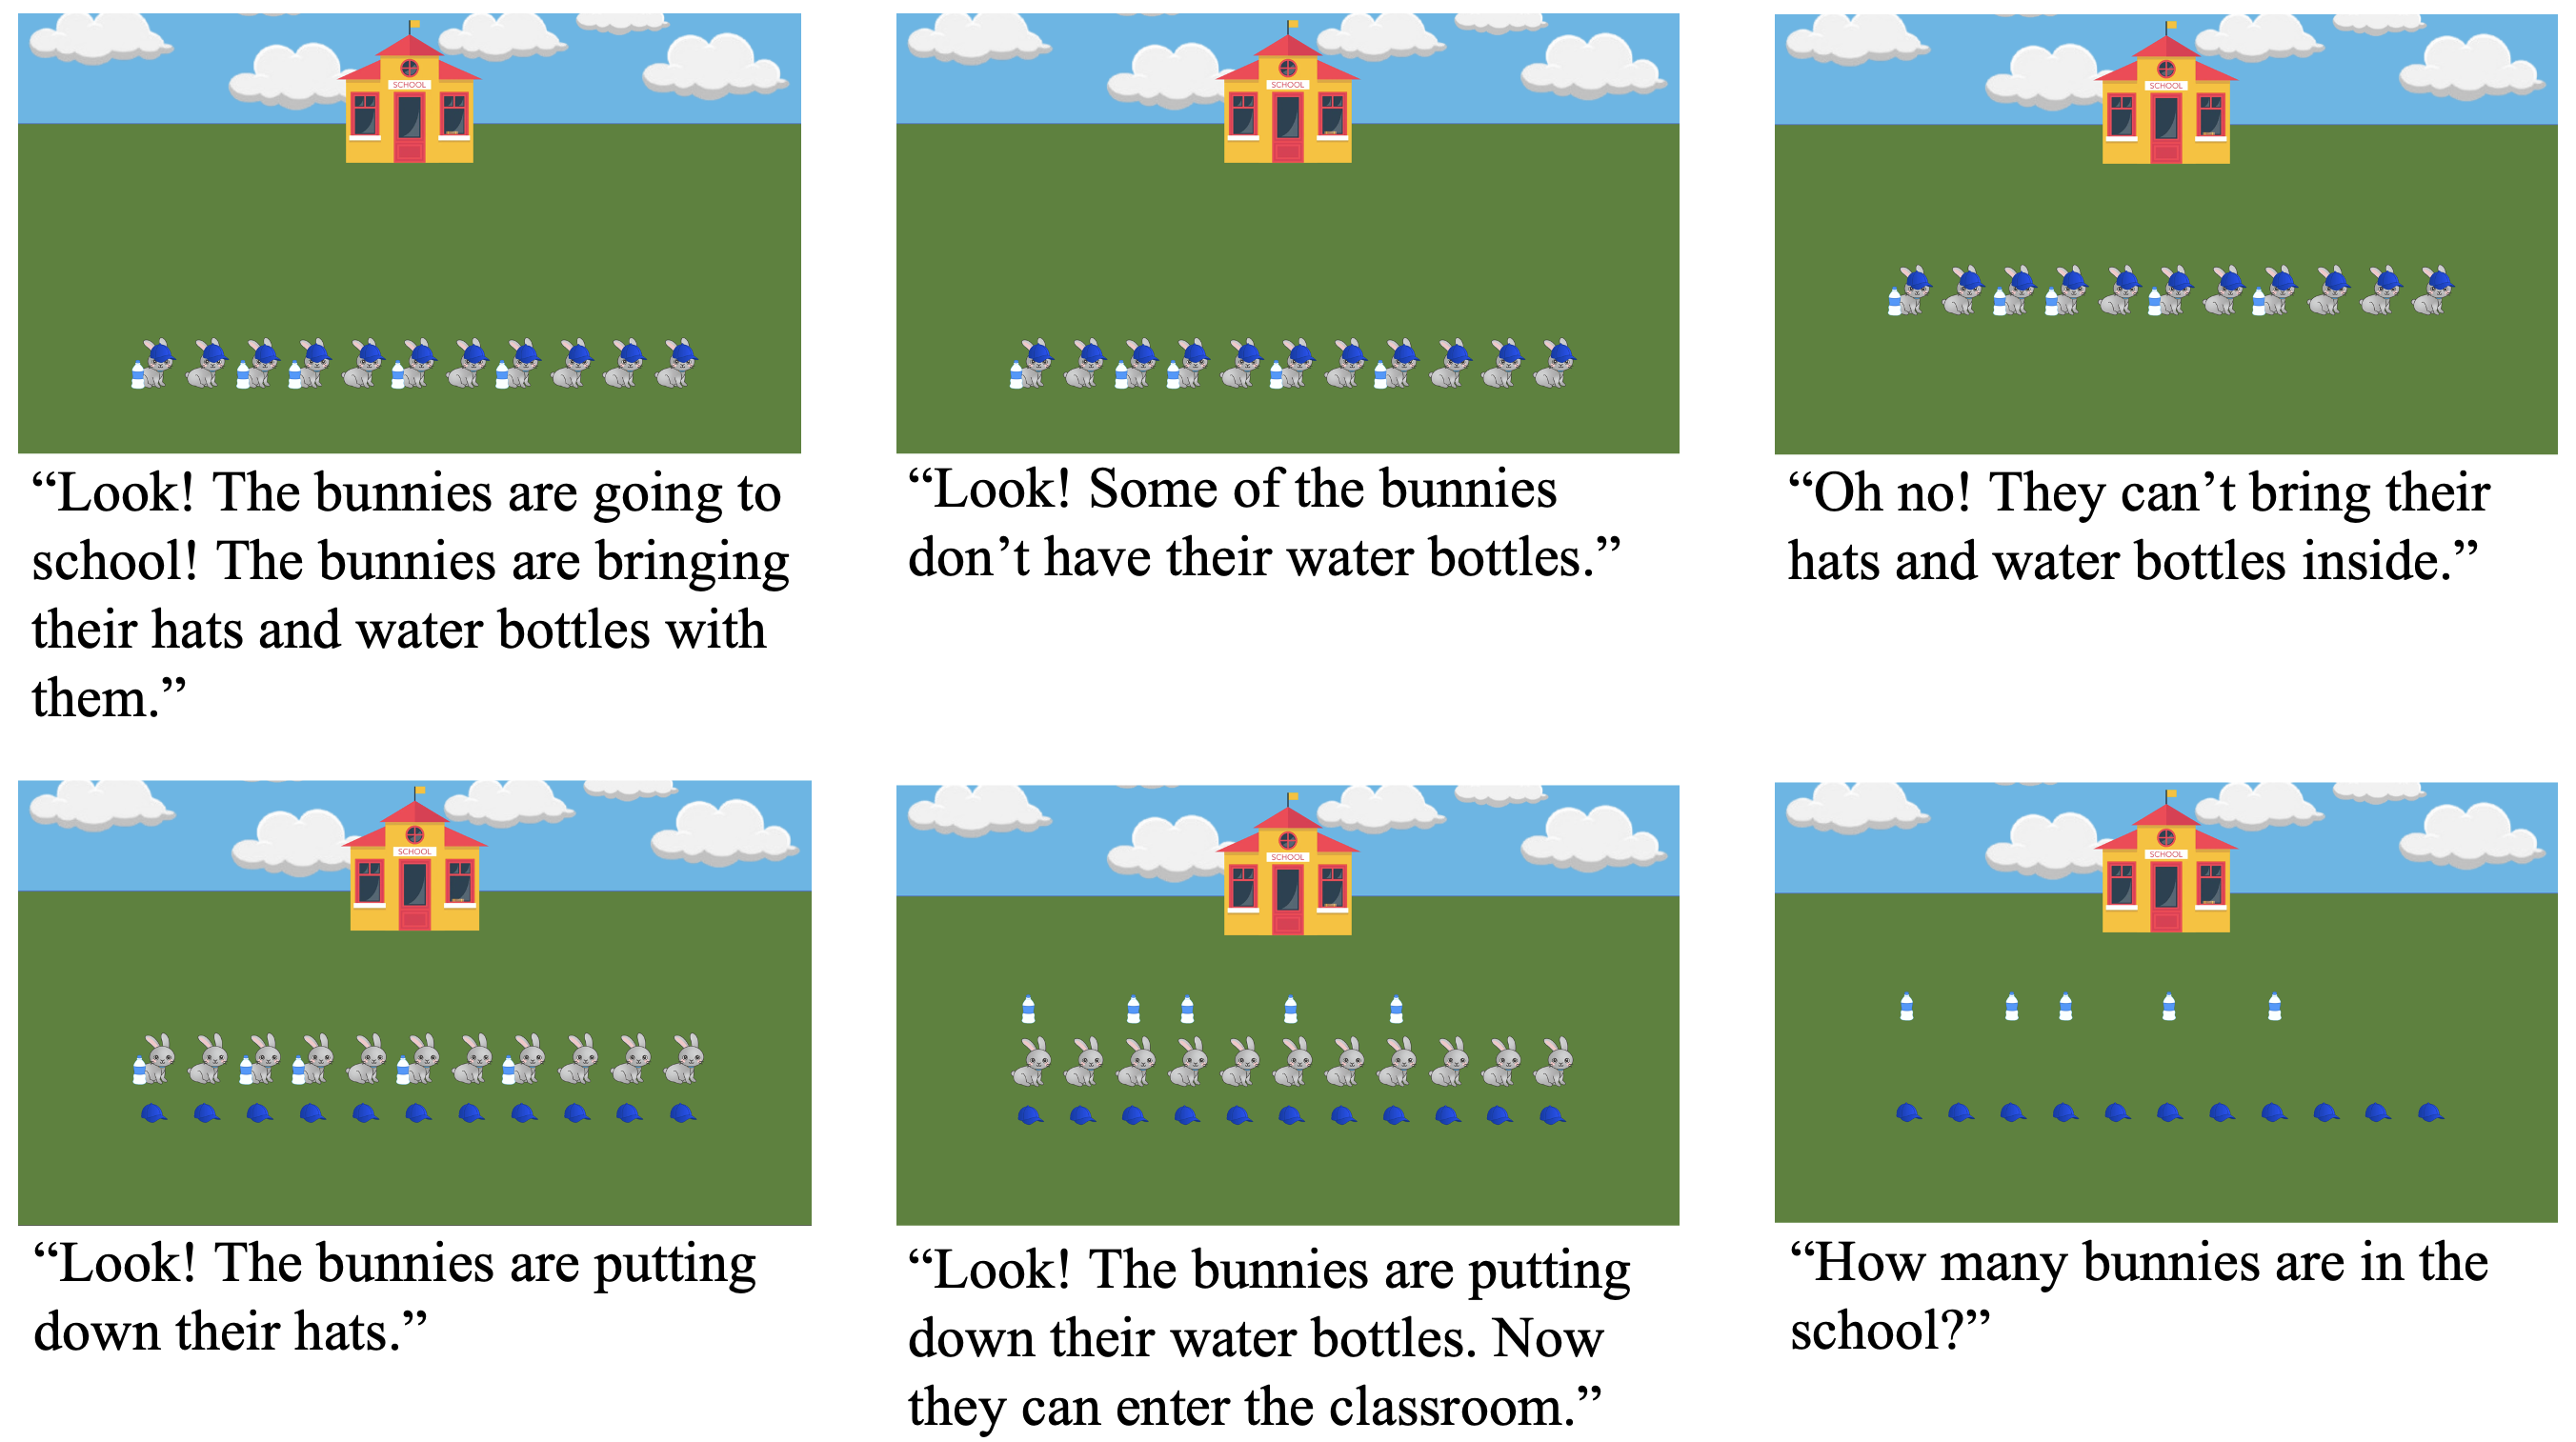 SCHOOL
SCHOOL
SCHOOL
“Look! The bunnies are going to
school! The bunnies are bringing
their hats and water bottles with
them.”
“Look! Some of the bunnies
don’t have their water bottles.”
“Oh no! They can’t bring their
hats and water bottles inside.”
SCHOOL
SCHOOL
SCHOOL
“Look! The bunnies are putting
down their hats.”
“Look! The bunnies are putting
down their water bottles. Now
they can enter the classroom.”
“How many bunnies are in the
school?”